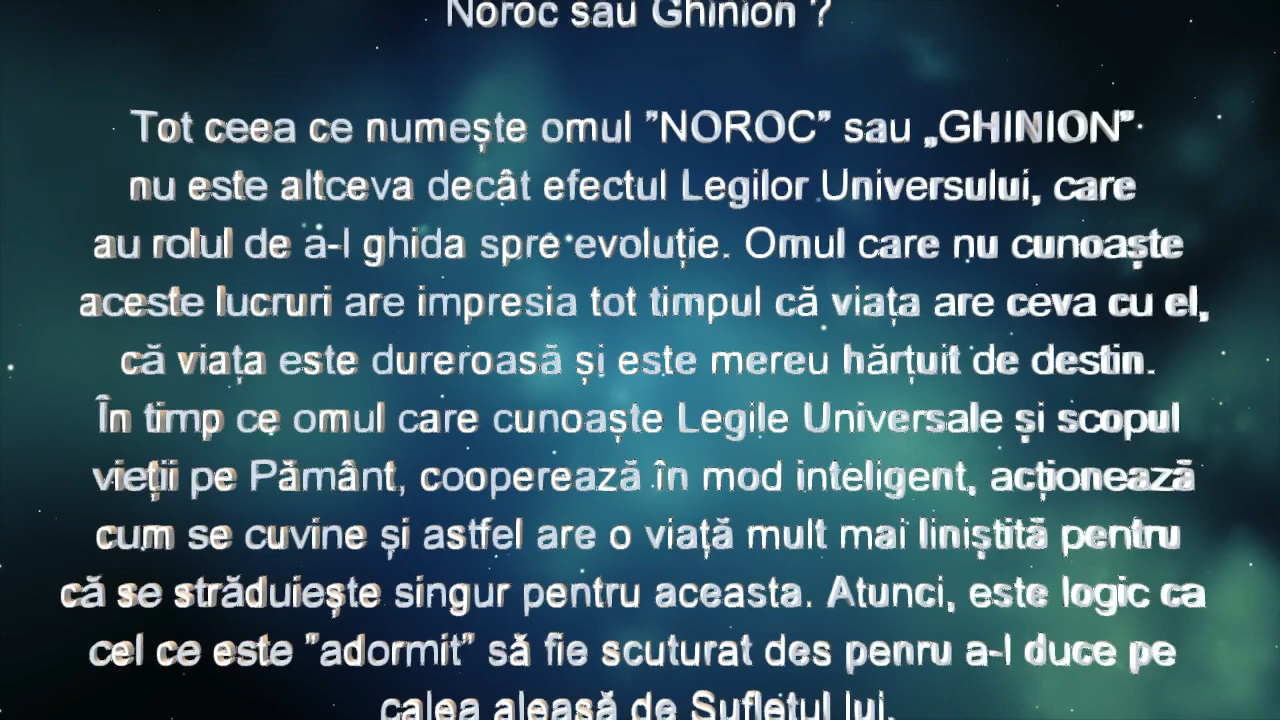 Noroc sau Ghinion ?
Tot ceea ce numește omul ”NOROC” sau „GHINION”
nu este altceva decât efectul Legilor Universului, care
au rolul de a-l ghida spre evoluție. Omul care nu cunoaște
aceste lucruri are impresia tot timpul că viața are ceva cu el,
că viața este dureroasă și este mereu hărțuit de destin.
În timp ce omul care cunoaște Legile Universale și scopul
vieții pe Pământ, cooperează în mod inteligent, acționează
cum se cuvine și astfel are o viață mult mai liniștită pentru
că se străduiește singur pentru aceasta. Atunci, este logic ca
cel ce este ”adormit” să fie scuturat des penru a-l duce pe
calea aleasă de Sufletul lui.